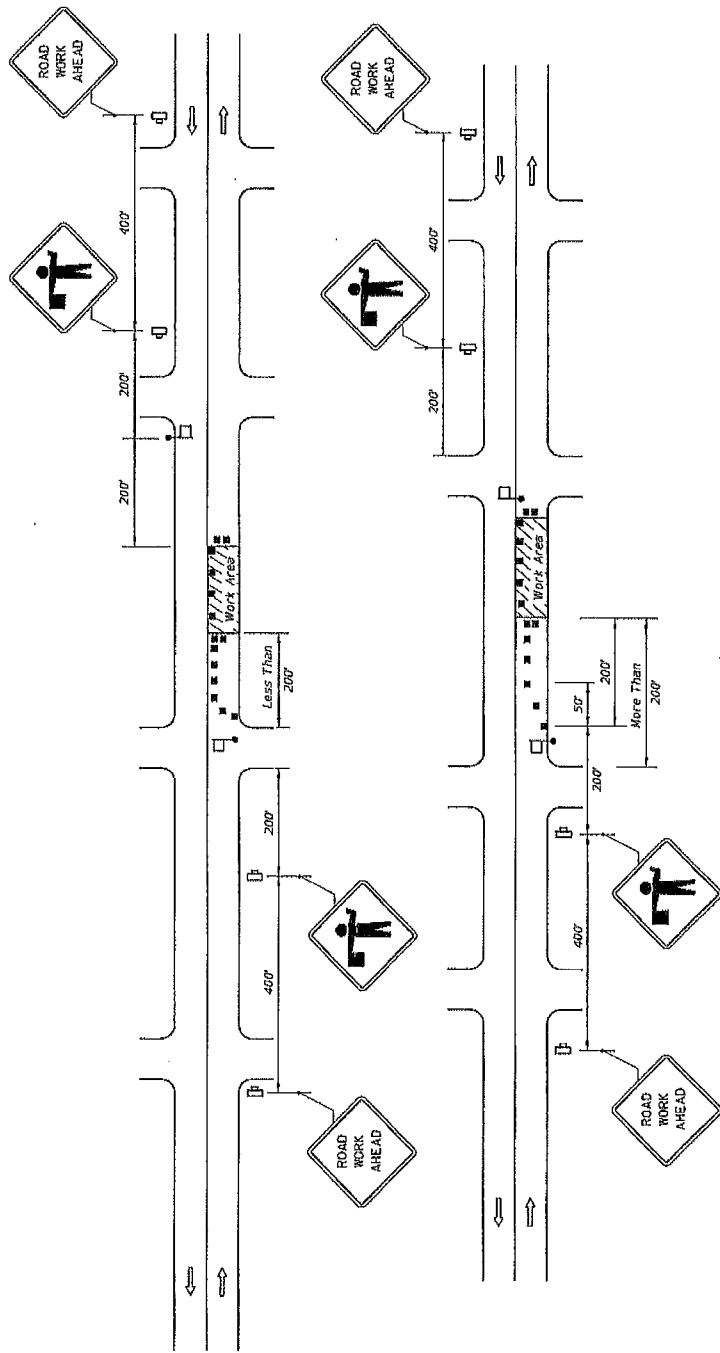 ROAD
WORK
AHEAD
400'
200'
200'
Work Area
Less Than
200'
200'
400'
ROAD
WORK
AHEAD
ROAD
WORK
AHEAD
400'
200'
Work Area
200'
50'
More Than
200'
200'
400'
ROAD
WORK
AHEAD